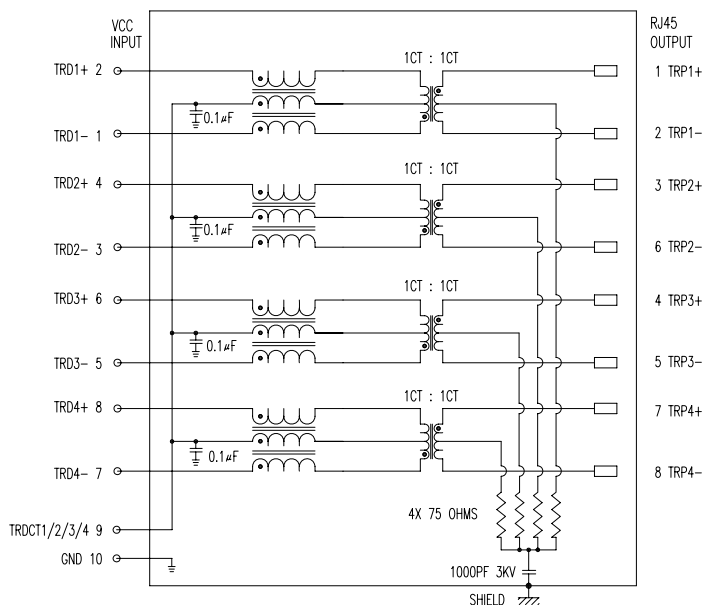 VCC
INPUT
RJ45
OUTPUT
1CT : 1CT
TRD1+ 2
1 TRP1+
0.1μF
TRD1- 1
2 TRP1-
1CT : 1CT
TRD2+ 4
3 TRP2+
0.1μF
TRD2- 3
6 TRP2-
1CT : 1CT
TRD3+ 6
4 TRP3+
0.1μF
TRD3- 5
5 TRP3-
1CT : 1CT
TRD4+ 8
7 TRP4+
0.1μF
TRD4- 7
8 TRP4-
4X 75 OHMS
TRDCT1/2/3/4 9
GND 10
1000PF 3KV
SHIELD